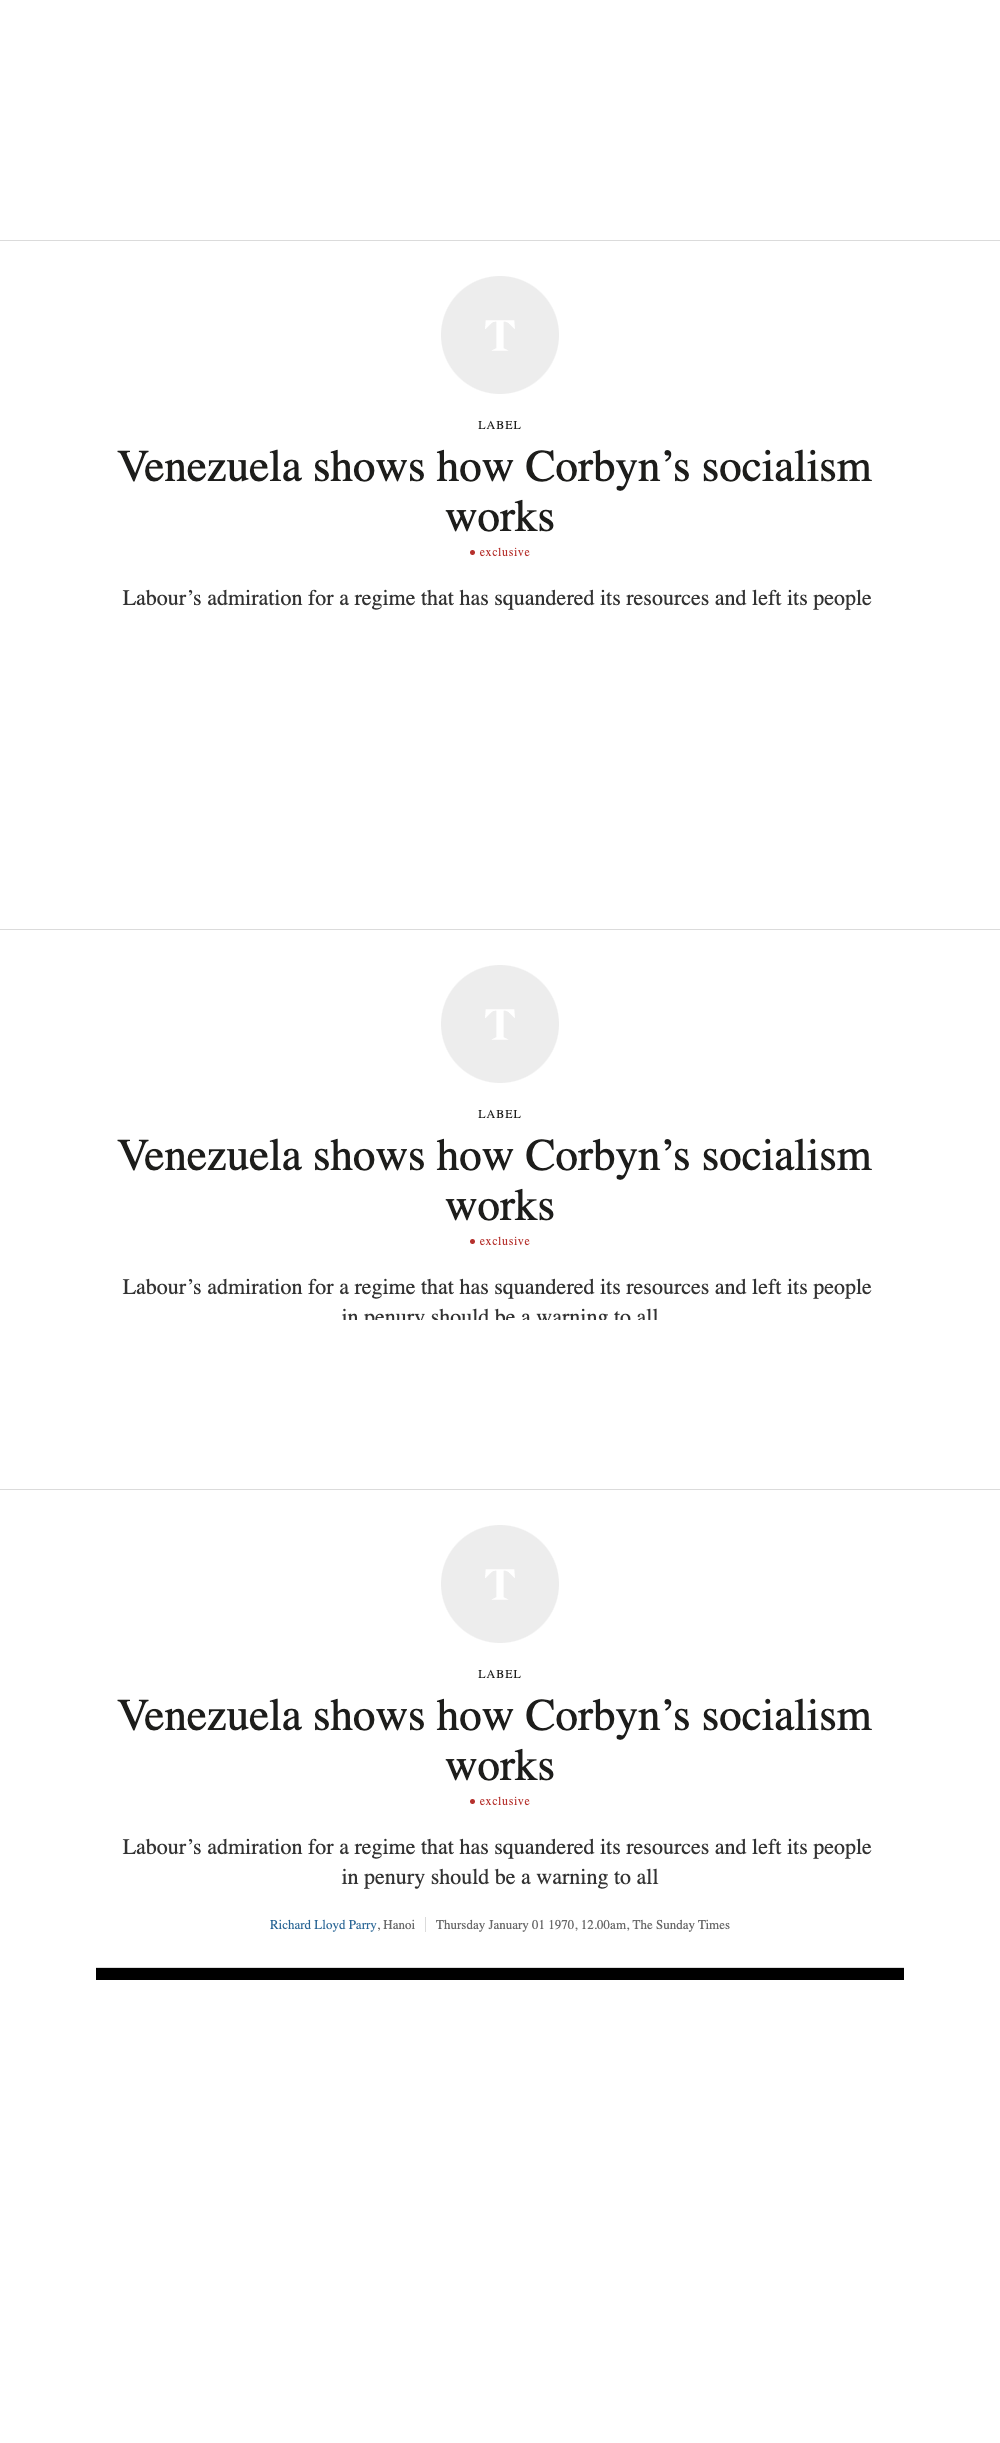 T
LABEL
Venezuela shows how Corbyn’s socialism
works
• exclusive
Labour’s admiration for a regime that has squandered its resources and left its people
T
LABEL
Venezuela shows how Corbyn’s socialism
works
• exclusive
Labour’s admiration for a regime that has squandered its resources and left its people
in penury should be a warning to all
T
LABEL
Venezuela shows how Corbyn’s socialism
works
• exclusive
Labour’s admiration for a regime that has squandered its resources and left its people
in penury should be a warning to all
Richard Lloyd Parry, Hanoi | Thursday January 01 1970, 12.00am, The Sunday Times